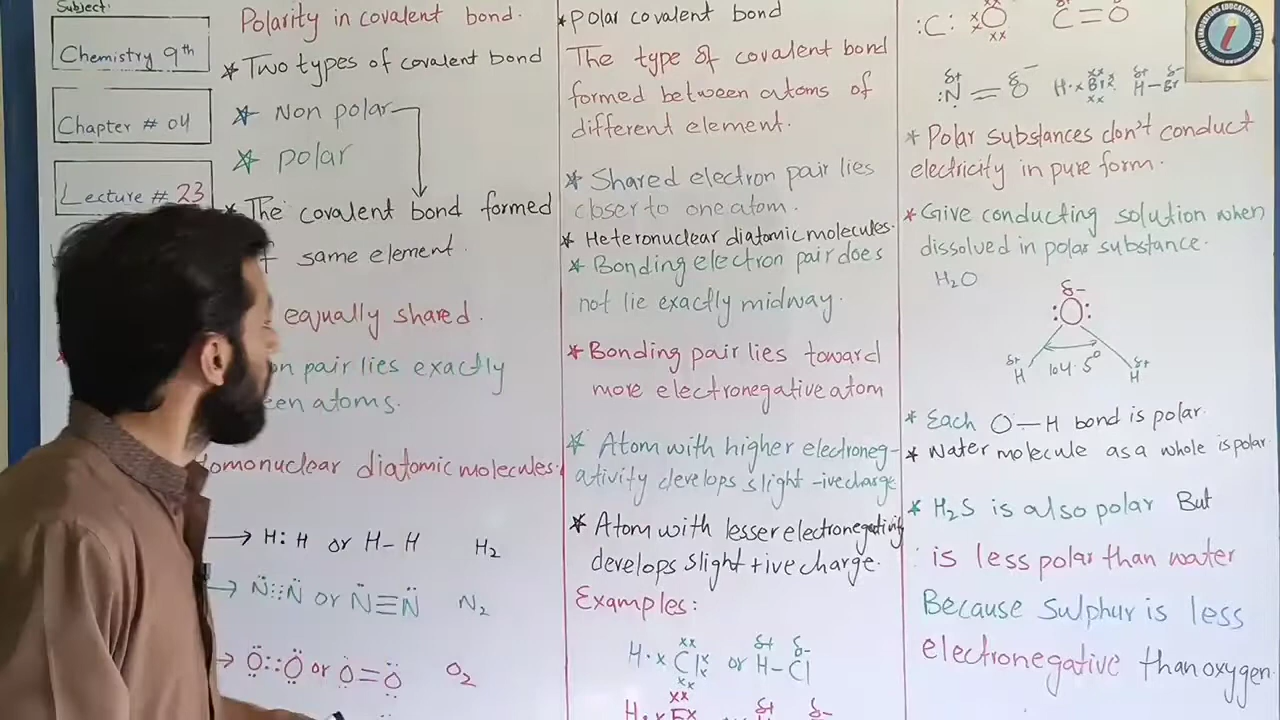 Subject:
Chemistry 9th
Chapter # 04
Lecture # 23
Polarity in covalent bond.
* Two types of covalent bond
* Non polar
* polar
* The covalent bond formed
same element.
equally shared.
pair lies exactly
atoms.
diatomic molecules.
→ H:H or H-H H₂
→ N⋮⋮N or N≡N N₂
→ O::O or O=O O₂
* Polar covalent bond
The type of covalent bond
formed between atoms of
different element.
* Shared electron pair lies
closer to one atom.
* Heteronuclear diatomic molecules.
* Bonding electron pair does
not lie exactly midway.
* Bonding pair lies toward
more electronegative atom
* Atom with higher electroneg-
ativity develops slight -ive charge
* Atom with lesser electronegativity
develops slight +ive charge.
Examples:
H·xCl or H-Cl
δ+ δ-
:C: O C=O
δ+ δ-
:N = H·xBr H-Br
* Polar substances don't conduct
electricity in pure form.
* Give conducting solution when
dissolved in polar substance.
H₂O
δ-
:O:
δ+ δ+
H 104.5° H
* Each O-H bond is polar.
* Water molecule as a whole is polar.
* H₂S is also polar But
is less polar than water
Because Sulphur is less
electronegative than oxygen.